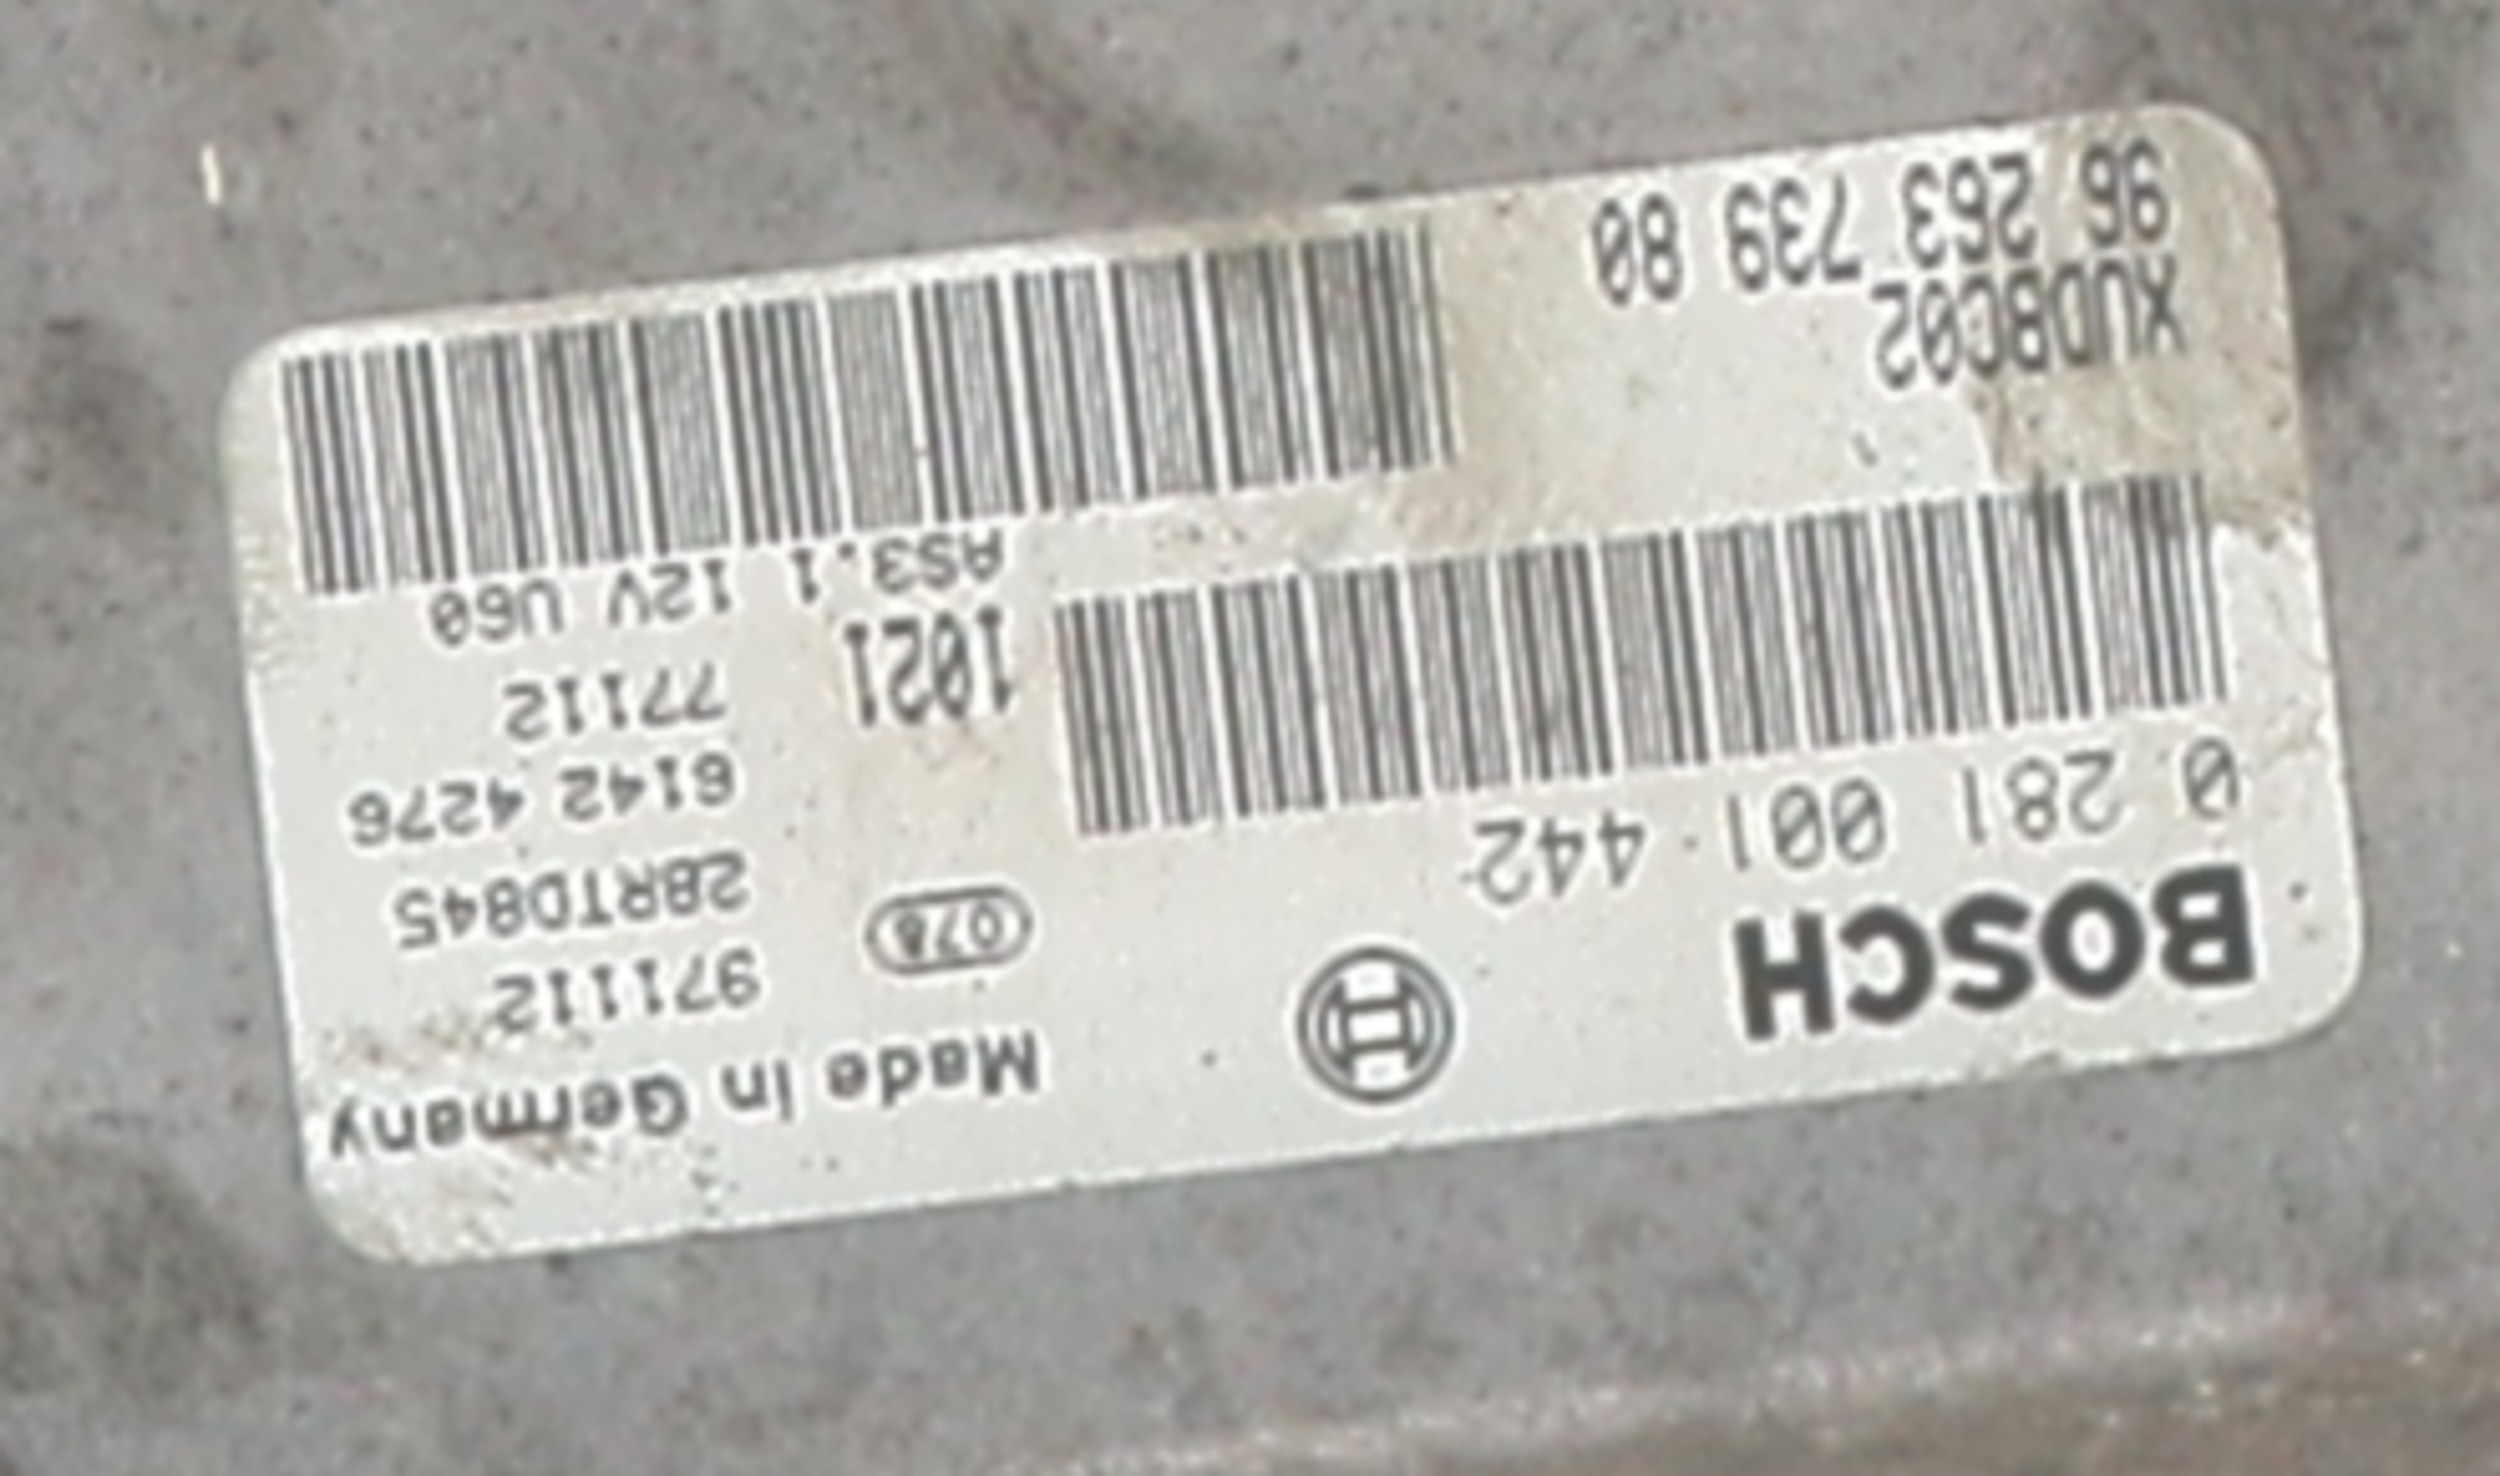 BOSCH
Made in Germany
0 281 001 442
078
971112
28RTD845
6142 4276
1021
77112
AS3.1 12V U60
XUDBC02
96 263 739 80